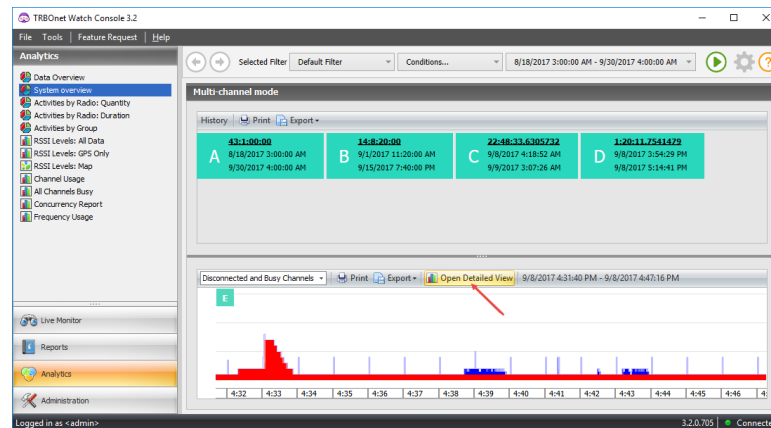 TRBOnet Watch Console 3.2
File Tools Feature Request Help
Analytics
Selected Filter Default Filter Conditions... 8/18/2017 3:00:00 AM - 9/30/2017 4:00:00 AM
Data Overview
System overview
Activities by Radio: Quantity
Activities by Radio: Duration
Activities by Group
RSSI Levels: All Data
RSSI Levels: GPS Only
RSSI Levels: Map
Channel Usage
All Channels Busy
Concurrency Report
Frequency Usage
Multi-channel mode
History Print Export
A 43:1:00:00
8/18/2017 3:00:00 AM
9/30/2017 4:00:00 AM
B 14:8:20:00
9/1/2017 11:20:00 AM
9/15/2017 7:40:00 PM
C 22:48:33.6305732
9/8/2017 4:18:52 AM
9/9/2017 3:07:26 AM
D 1:20:11.7541479
9/8/2017 3:54:29 PM
9/8/2017 5:14:41 PM
Disconnected and Busy Channels Print Export Open Detailed View 9/8/2017 4:31:40 PM - 9/8/2017 4:47:16 PM
E
4:32 4:33 4:34 4:35 4:36 4:37 4:38 4:39 4:40 4:41 4:42 4:43 4:44 4:45 4:46 4:
Live Monitor
Reports
Analytics
Administration
Logged in as <admin> 3.2.0.705 Connecte